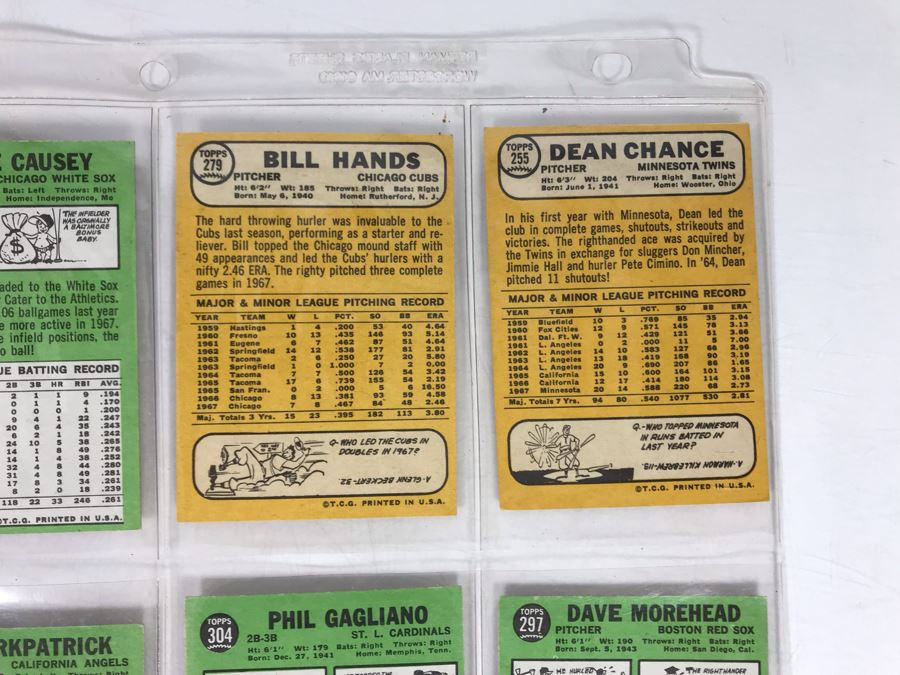 CAUSEY
CHICAGO WHITE SOX
Bats: Left Throws: Right
Home: Independence, Mo
THE INFIELDER
WAS ORIGINALLY
A BALTIMORE
BONUS
BABY.
$
aded to the White Sox
Cater to the Athletics.
06 ballgames last year
e more active in 1967.
infield positions, the
o ball!
UE BATTING RECORD
2B 3B HR RBI AVG.
2 1 1 9 .194
118 22 33 246 .261
T.C.G. PRINTED IN U.S.A.
TOPPS
279
BILL HANDS
PITCHER CHICAGO CUBS
Ht: 6'2" Wt: 185 Throws: Right Bats: Right
Born: May 6, 1940 Home: Rutherford, N. J.
The hard throwing hurler was invaluable to the
Cubs last season, performing as a starter and re-
liever. Bill topped the Chicago mound staff with
49 appearances and led the Cubs' hurlers with a
nifty 2.46 ERA. The righty pitched three complete
games in 1967.
MAJOR & MINOR LEAGUE PITCHING RECORD
YEAR TEAM W L PCT. SO BB ERA
1959 Hastings 1 4 .200 53 40 4.64
1960 Fresno 10 13 .435 146 93 5.14
1961 Eugene 6 7 .462 87 51 4.64
1962 Springfield 14 12 .538 177 81 2.91
1963 Tacoma 2 6 .250 27 20 5.80
1963 Springfield 1 0 1.000 7 2 0.00
1964 Tacoma 7 7 .500 126 54 3.42
1965 Tacoma 17 6 .739 155 54 2.19
1965 San Fran. 0 2 .000 5 6 16.50
1966 Chicago 8 13 .381 93 59 4.58
1967 Chicago 7 8 .467 84 48 2.46
Maj. Totals 3 Yrs. 15 23 .395 182 113 3.80
Q-WHO LED THE CUBS IN
DOUBLES IN 1967?
A-GLENN BECKERT-32.
©T.C.G. PRINTED IN U.S.A.
TOPPS
255
DEAN CHANCE
PITCHER MINNESOTA TWINS
Ht: 6'3" Wt: 204 Throws: Right Bats: Right
Born: June 1, 1941 Home: Wooster, Ohio
In his first year with Minnesota, Dean led the
club in complete games, shutouts, strikeouts and
victories. The righthanded ace was acquired by
the Twins in exchange for sluggers Don Mincher,
Jimmie Hall and hurler Pete Cimino. In '64, Dean
pitched 11 shutouts!
MAJOR & MINOR LEAGUE PITCHING RECORD
YEAR TEAM W L PCT. SO BB ERA
1959 Bluefield 10 3 .769 85 35 2.94
1960 Fox Cities 12 9 .571 145 78 3.13
1961 Dal. Ft. W. 9 12 .429 121 51 3.66
1961 L. Angeles 0 2 .000 11 5 7.00
1962 L. Angeles 14 10 .583 127 66 2.96
1963 L. Angeles 13 18 .419 168 90 3.19
1964 L. Angeles 20 9 .690 207 86 1.65
1965 California 15 10 .600 164 101 3.15
1966 California 12 17 .414 180 114 3.08
1967 Minnesota 20 14 .588 220 68 2.73
Maj. Totals 7 Yrs. 94 80 .540 1077 530 2.81
Q-WHO TOPPED MINNESOTA
IN RUNS BATTED IN
LAST YEAR?
A-HARMON KILLEBREW-115.
©T.C.G. PRINTED IN U.S.A.
RKPATRICK
CALIFORNIA ANGELS
TOPPS
304
PHIL GAGLIANO
2B-3B ST. L. CARDINALS
Ht: 6'1" Wt: 179 Throws: Right Bats: Right
Born: Dec. 27, 1941 Home: Memphis, Tenn.
TOPPS
297
DAVE MOREHEAD
PITCHER BOSTON RED SOX
Ht: 6'1" Wt: 190 Throws: Right Bats: Right
Born: Sept. 5, 1943 Home: San Diego, Cal.
HE HURLED
THE RIGHTHANDER